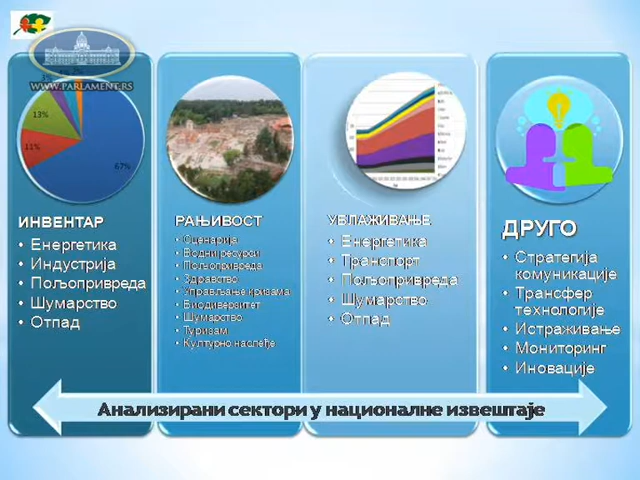 WWW.PARLAMENT.RS
3%
13%
11%
67%
ИНВЕНТАР
• Енергетика
• Индустрија
• Пољопривреда
• Шумарство
• Отпад
РАЊИВОСТ
• Сценарија
• Водни ресурси
• Пољопривреда
• Здравство
• Управљање кризама
• Биодиверзитет
• Шумарство
• Туризам
• Културно наслеђе
УБЛАЖИВАЊЕ
• Енергетика
• Транспорт
• Пољопривреда
• Шумарство
• Отпад
ДРУГО
• Стратегија
комуникације
• Трансфер
технологије
• Истраживање
• Мониторинг
• Иновације
Анализирани сектори у националне извештаје